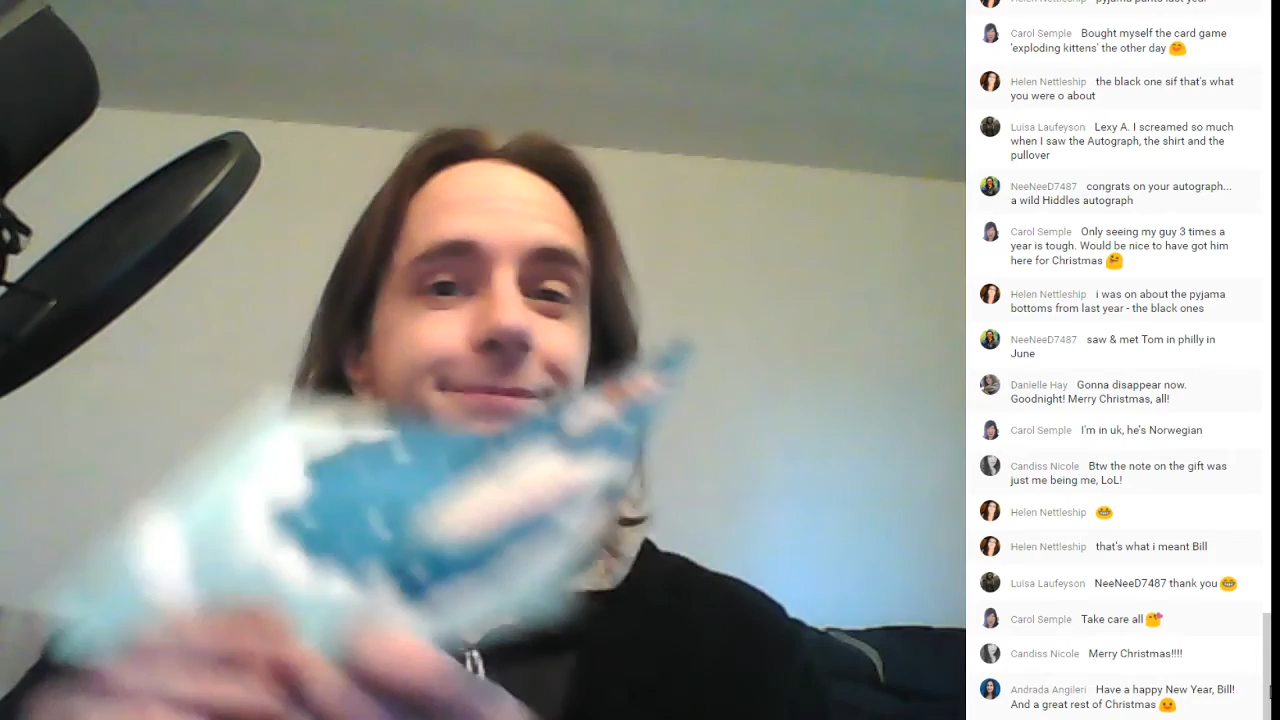 Carol Semple Bought myself the card game
'exploding kittens' the other day
Helen Nettleship the black one sif that's what
you were o about
Luisa Laufeyson Lexy A. I screamed so much
when I saw the Autograph, the shirt and the
pullover
NeeNeeD7487 congrats on your autograph...
a wild Hiddles autograph
Carol Semple Only seeing my guy 3 times a
year is tough. Would be nice to have got him
here for Christmas
Helen Nettleship i was on about the pyjama
bottoms from last year - the black ones
NeeNeeD7487 saw & met Tom in philly in
June
Danielle Hay Gonna disappear now.
Goodnight! Merry Christmas, all!
Carol Semple I'm in uk, he's Norwegian
Candiss Nicole Btw the note on the gift was
just me being me, LoL!
Helen Nettleship
Helen Nettleship that's what i meant Bill
Luisa Laufeyson NeeNeeD7487 thank you
Carol Semple Take care all
Candiss Nicole Merry Christmas!!!!
Andrada Angileri Have a happy New Year, Bill!
And a great rest of Christmas